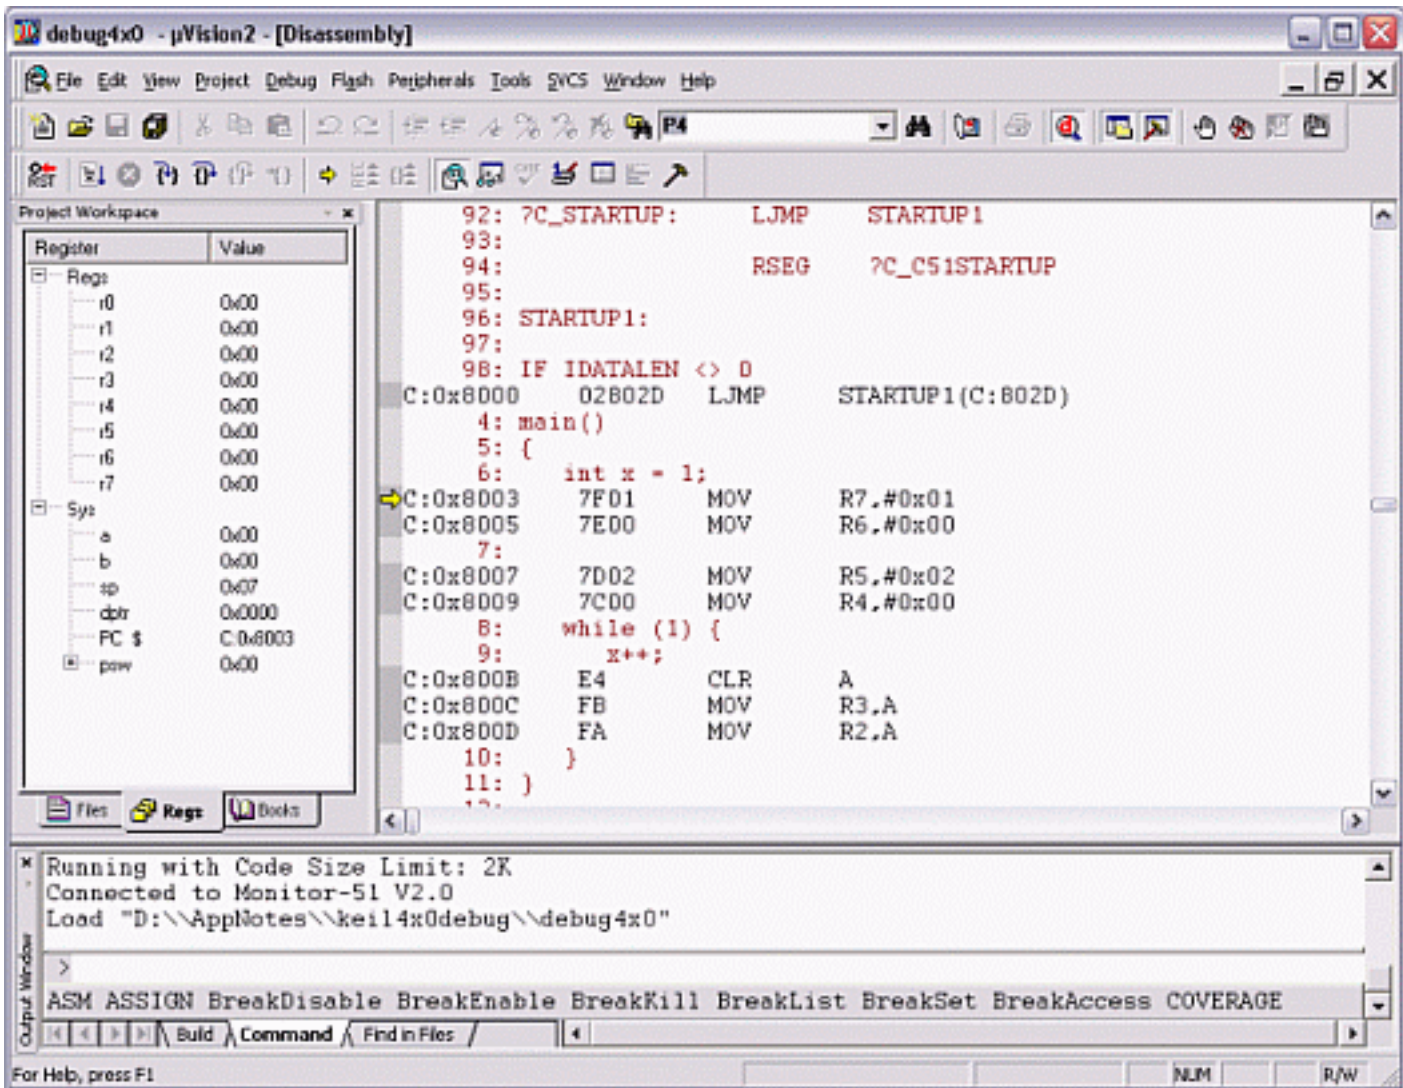 debug4x0 - µVision2 - [Disassembly]
File Edit View Project Debug Flash Peripherals Tools SVCS Window Help
P4
RST
Project Workspace
Register Value
Regs
r0 0x00
r1 0x00
r2 0x00
r3 0x00
r4 0x00
r5 0x00
r6 0x00
r7 0x00
Sys
a 0x00
b 0x00
sp 0x07
dptr 0x0000
PC $ C:0x8003
psw 0x00
Files Regs Books
92: ?C_STARTUP: LJMP STARTUP1
93:
94: RSEG ?C_C51STARTUP
95:
96: STARTUP1:
97:
98: IF IDATALEN <> 0
C:0x8000 02802D LJMP STARTUP1(C:802D)
4: main()
5: {
6: int x = 1;
C:0x8003 7F01 MOV R7,#0x01
C:0x8005 7E00 MOV R6,#0x00
7:
C:0x8007 7D02 MOV R5,#0x02
C:0x8009 7C00 MOV R4,#0x00
8: while (1) {
9: x++;
C:0x800B E4 CLR A
C:0x800C FB MOV R3,A
C:0x800D FA MOV R2,A
10: }
11: }
12:
Running with Code Size Limit: 2K
Connected to Monitor-51 V2.0
Load "D:\\AppNotes\\keil4x0debug\\debug4x0"
>
ASM ASSIGN BreakDisable BreakEnable BreakKill BreakList BreakSet BreakAccess COVERAGE
Output Window
Build Command Find in Files
For Help, press F1
NUM R/W